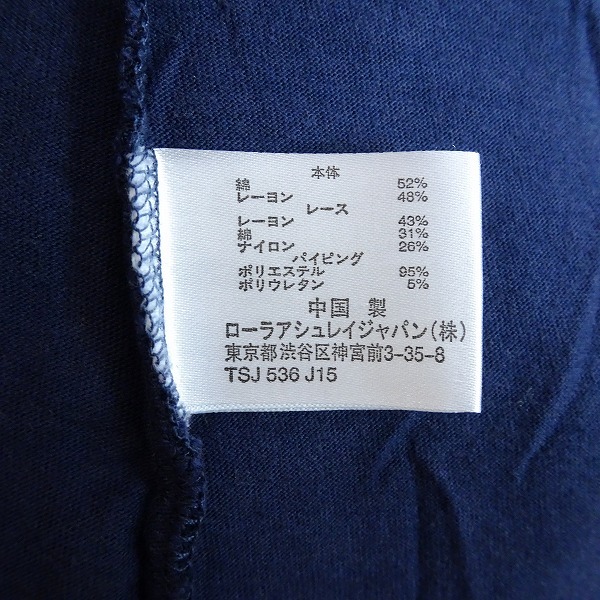 本体
綿 52%
レーヨン 48%
レース
レーヨン 43%
綿 31%
ナイロン 26%
パイピング
ポリエステル 95%
ポリウレタン 5%
中国 製
ローラアシュレイジャパン(株)
東京都渋谷区神宮前3-35-8
TSJ 536 J15